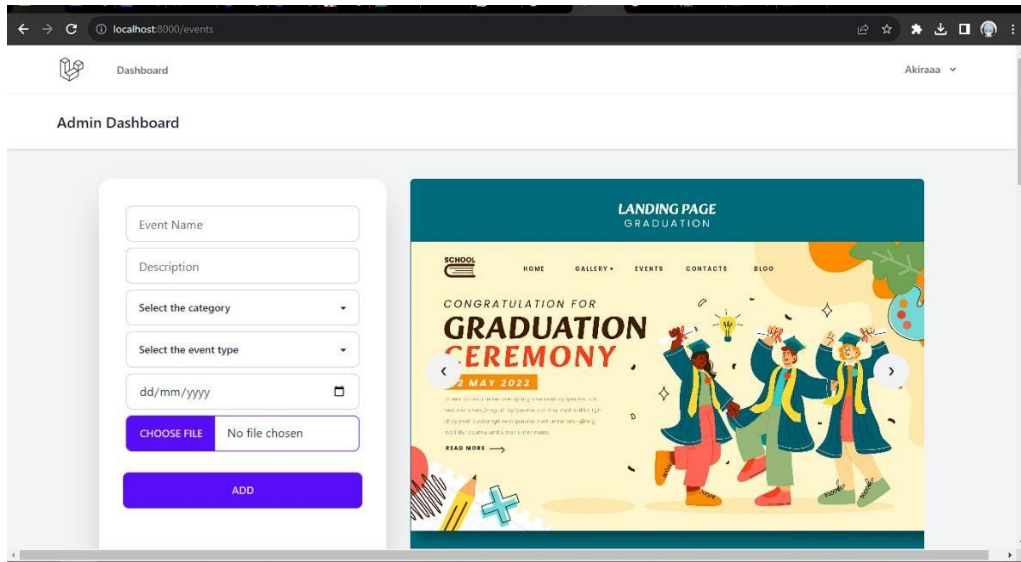 localhost:8000/events
Dashboard
Akiraaa
Admin Dashboard
Event Name
Description
Select the category
Select the event type
dd/mm/yyyy
CHOOSE FILE No file chosen
ADD
LANDING PAGE
GRADUATION
SCHOOL
HOME GALLERY EVENTS CONTACTS BLOG
CONGRATULATION FOR
GRADUATION
CEREMONY
2 MAY 2023
READ MORE